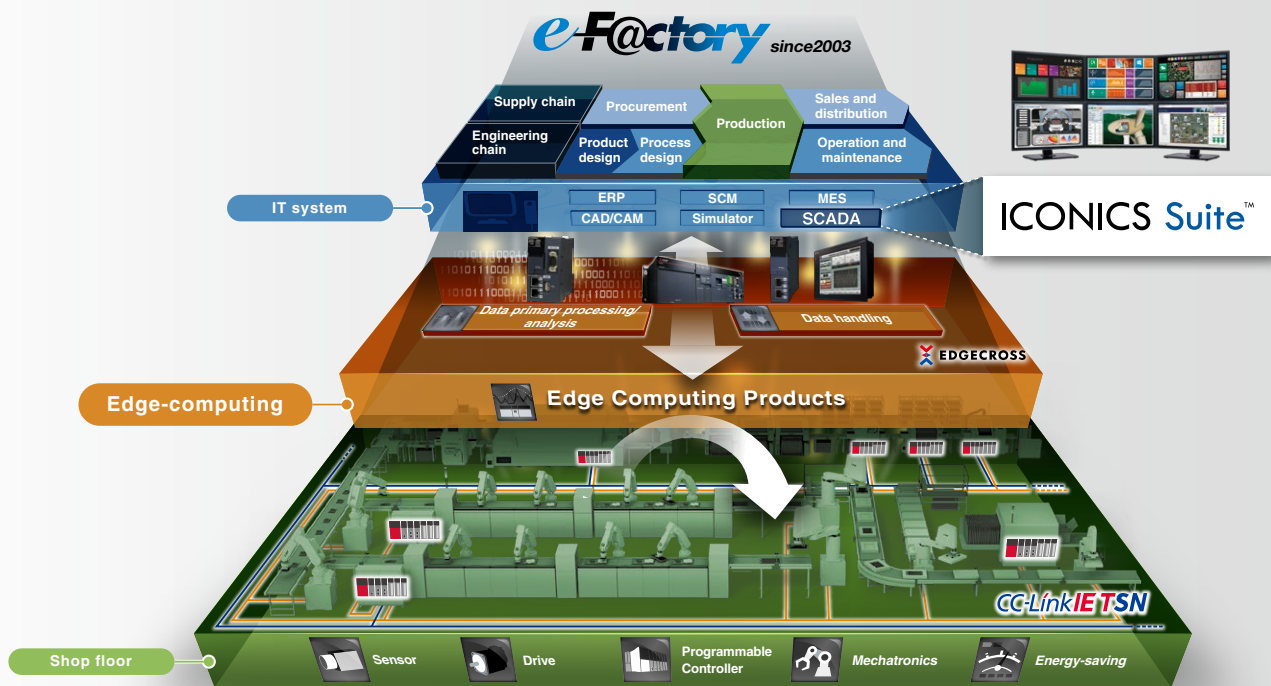 e-F@ctory since2003
Supply chain
Procurement
Production
Sales and
distribution
Engineering
chain
Product
design
Process
design
Operation and
maintenance
IT system
ERP
SCM
MES
CAD/CAM
Simulator
SCADA
ICONICS Suite™
Data primary processing/
analysis
Data handling
EDGECROSS
Edge-computing
Edge Computing Products
CC-Link IE TSN
Shop floor
Sensor
Drive
Programmable
Controller
Mechatronics
Energy-saving